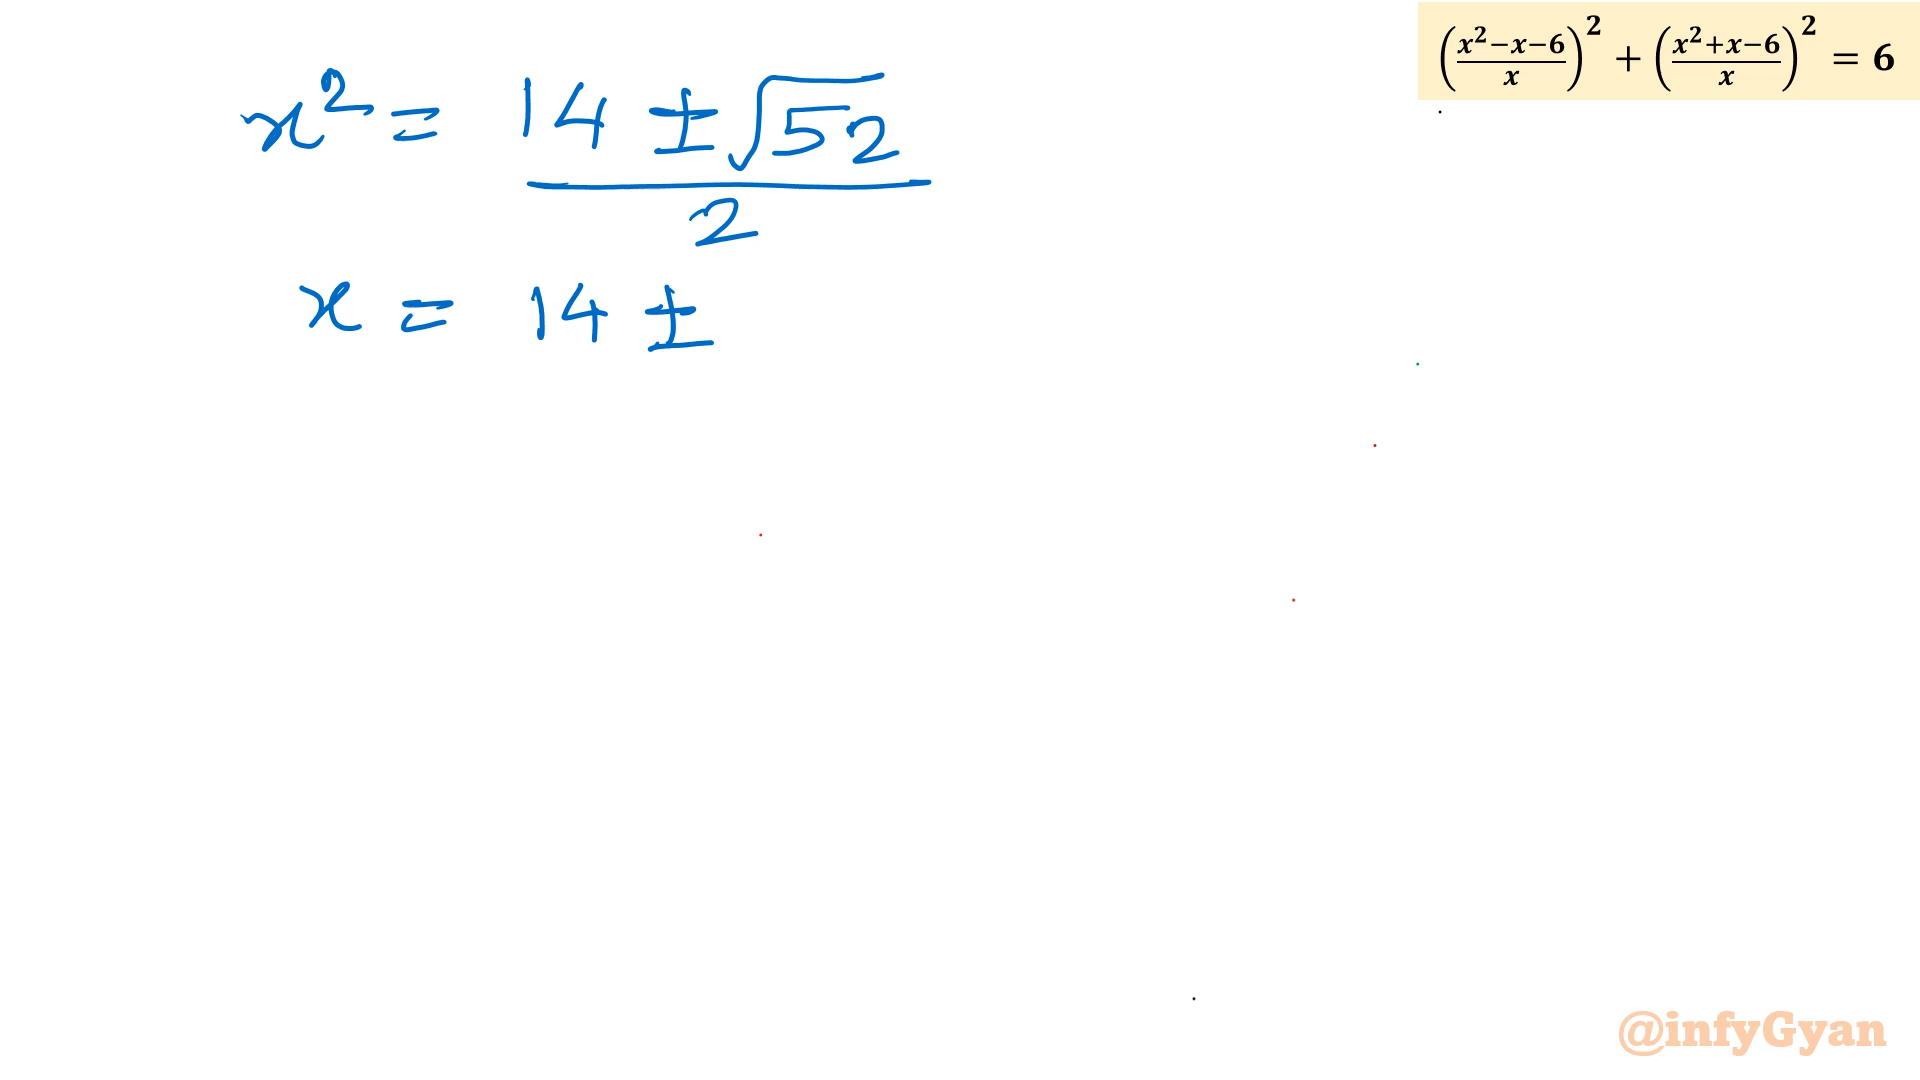 (x²−x−6/x)² + (x²+x−6/x)² = 6
x² = 14 ± √52 / 2
x = 14 ±
@infyGyan